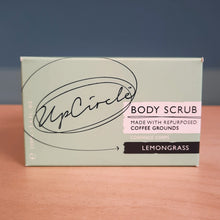 UpCircle
BODY SCRUB
MADE WITH REPURPOSED
COFFEE GROUNDS
LEMONGRASS